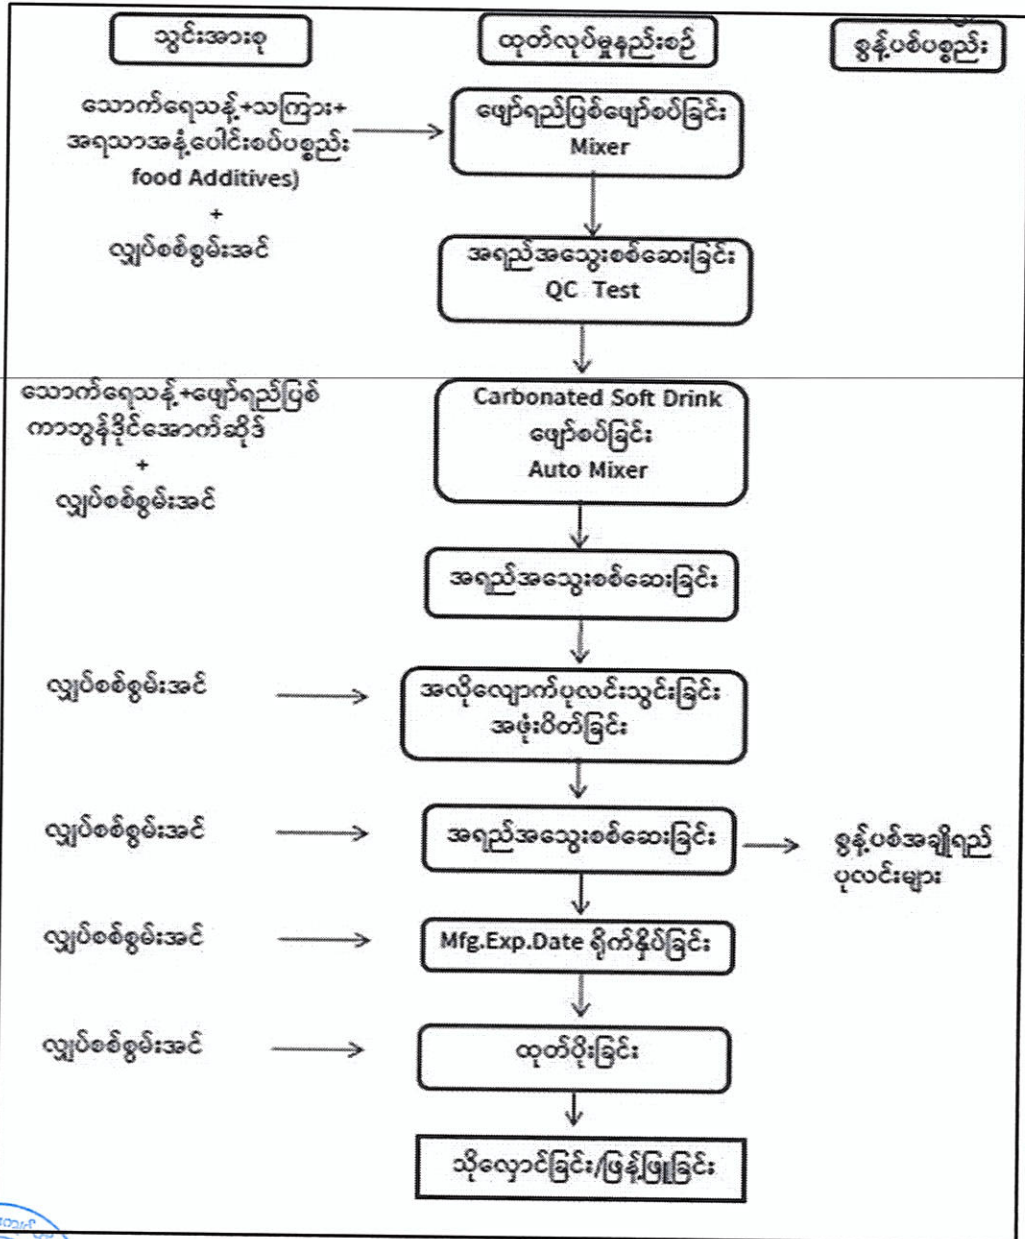 သွင်းအားစု
ထုတ်လုပ်မှုနည်းစဉ်
စွန့်ပစ်ပစ္စည်း
သောက်ရေသန့်+သကြား+
အရသာအနံ့ပေါင်းစပ်ပစ္စည်း
food Additives)
+
လျှပ်စစ်စွမ်းအင်
ဖျော်ရည်ပြစ်ဖျော်စပ်ခြင်း
Mixer
အရည်အသွေးစစ်ဆေးခြင်း
QC Test
သောက်ရေသန့်+ဖျော်ရည်ပြစ်
ကာဘွန်ဒိုင်အောက်ဆိုဒ်
+
လျှပ်စစ်စွမ်းအင်
Carbonated Soft Drink
ဖျော်စပ်ခြင်း
Auto Mixer
အရည်အသွေးစစ်ဆေးခြင်း
လျှပ်စစ်စွမ်းအင်
အလိုလျောက်ပုလင်းသွင်းခြင်း
အဖုံးပိတ်ခြင်း
လျှပ်စစ်စွမ်းအင်
အရည်အသွေးစစ်ဆေးခြင်း
စွန့်ပစ်အချိုရည်
ပုလင်းများ
လျှပ်စစ်စွမ်းအင်
Mfg.Exp.Date ရိုက်နှိပ်ခြင်း
လျှပ်စစ်စွမ်းအင်
ထုတ်ပိုးခြင်း
သိုလှောင်ခြင်း/ဖြန့်ဖြူးခြင်း